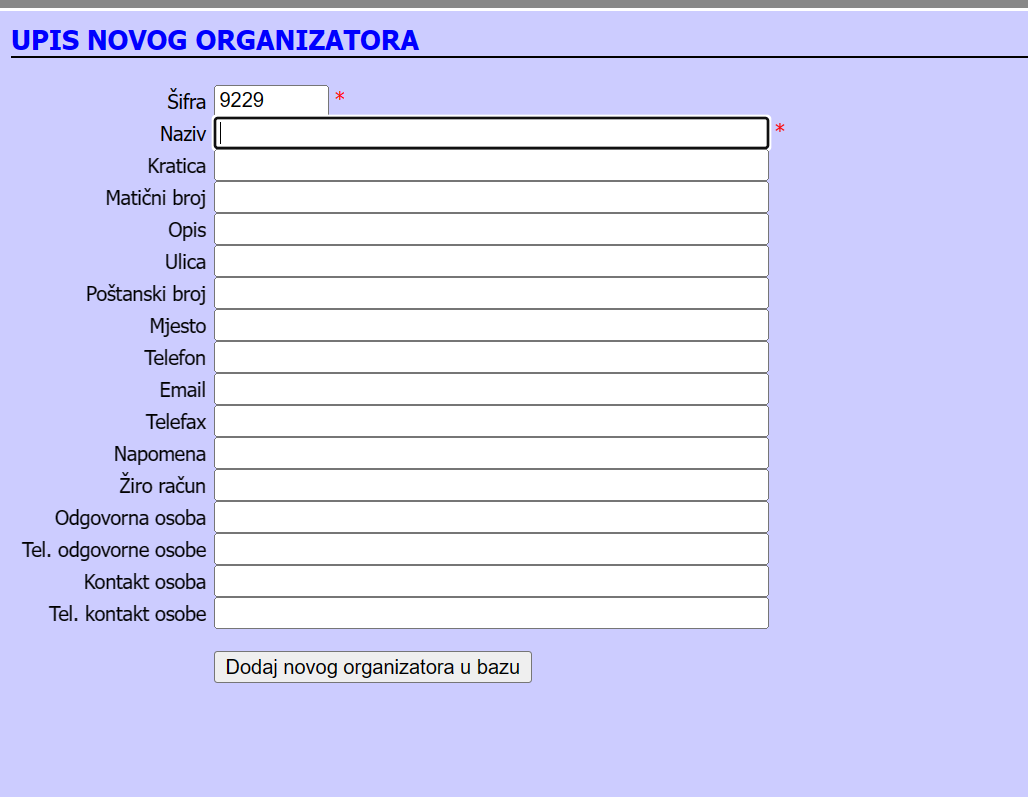 UPIS NOVOG ORGANIZATORA
Šifra 9229 *
Naziv *
Kratica
Matični broj
Opis
Ulica
Poštanski broj
Mjesto
Telefon
Email
Telefax
Napomena
Žiro račun
Odgovorna osoba
Tel. odgovorne osobe
Kontakt osoba
Tel. kontakt osobe
Dodaj novog organizatora u bazu